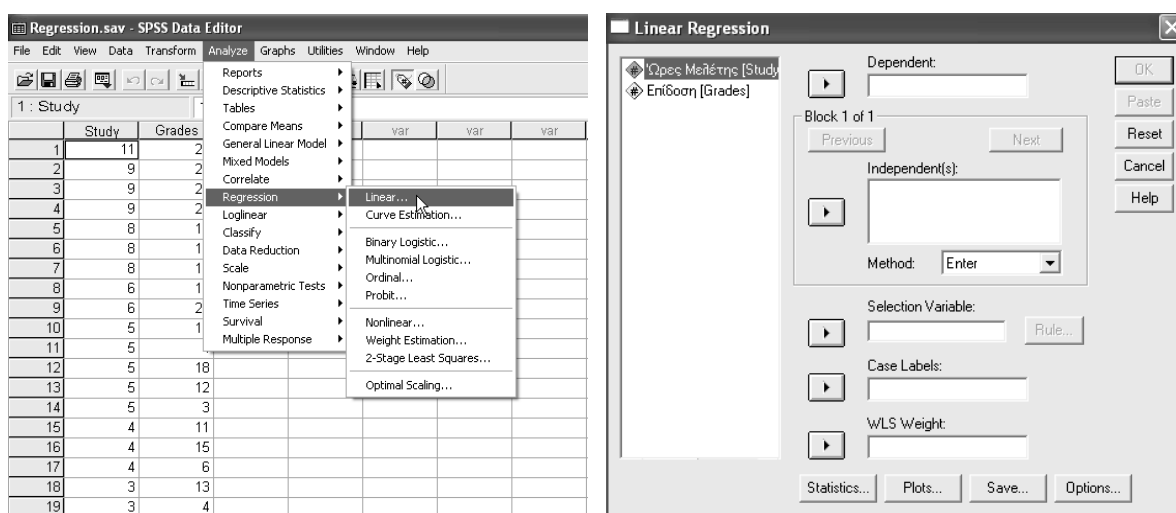 Regression.sav - SPSS Data Editor
File Edit View Data Transform Analyze Graphs Utilities Window Help
1 : Study
Study Grades var var var
1 11 2
2 9 2
3 9 2
4 9 2
5 8 1
6 8 1
7 8 1
8 6 1
9 6 2
10 5 1
11 5
12 5 18
13 5 12
14 5 3
15 4 11
16 4 15
17 4 6
18 3 13
19 3 4
Reports
Descriptive Statistics
Tables
Compare Means
General Linear Model
Mixed Models
Correlate
Regression
Loglinear
Classify
Data Reduction
Scale
Nonparametric Tests
Time Series
Survival
Multiple Response
Linear...
Curve Estimation...
Binary Logistic...
Multinomial Logistic...
Ordinal...
Probit...
Nonlinear...
Weight Estimation...
2-Stage Least Squares...
Optimal Scaling...
Linear Regression
Ώρες Μελέτης [Study
Επίδοση [Grades]
Dependent:
Block 1 of 1
Previous Next
Independent(s):
Method: Enter
Selection Variable:
Rule...
Case Labels:
WLS Weight:
Statistics... Plots... Save... Options...
OK
Paste
Reset
Cancel
Help